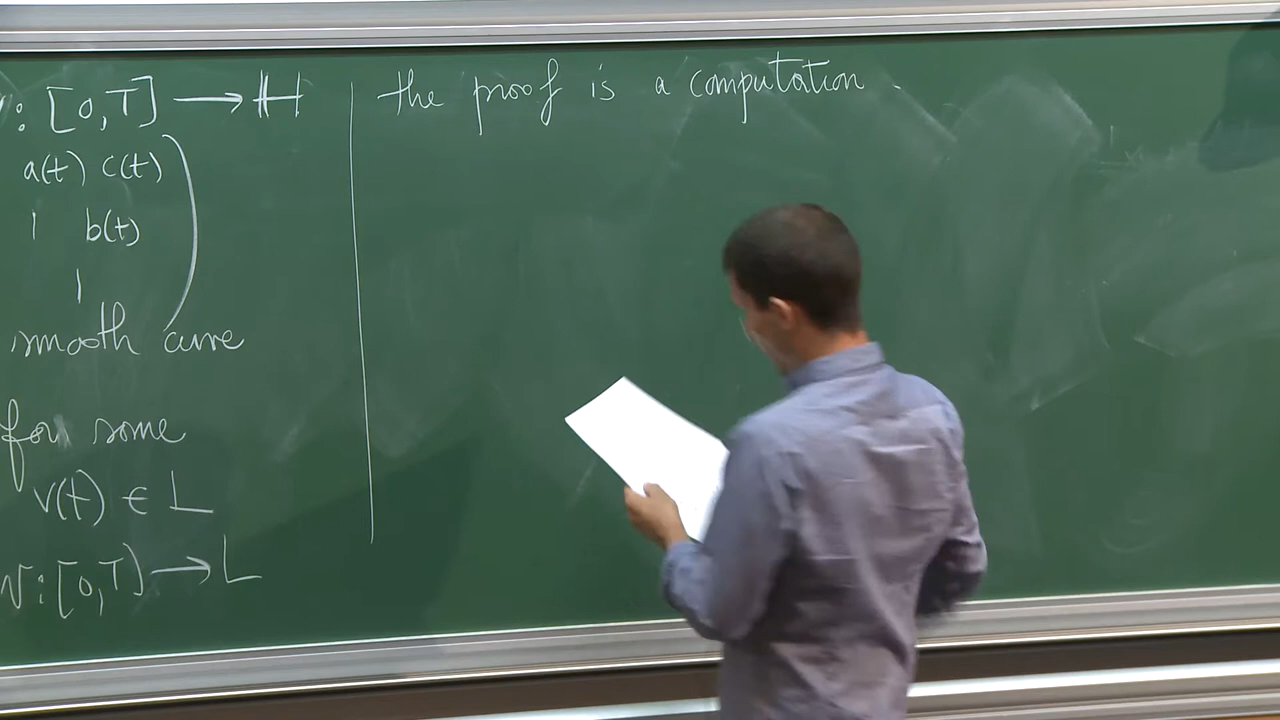 : [0,T] → ℍ
a(t) c(t)
1 b(t)
1
smooth curve
for some
v(t) ∈ L
v: [0,T] → L
the proof is a computation.